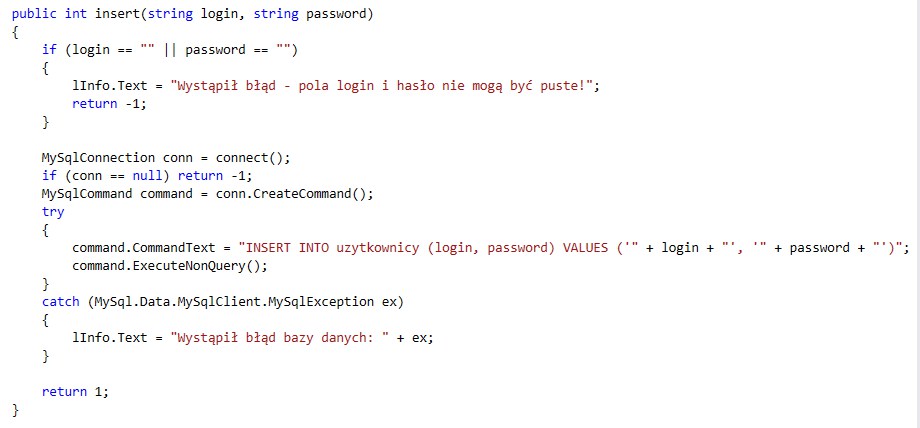 public int insert(string login, string password)
{
    if (login == "" || password == "")
    {
        lInfo.Text = "Wystąpił błąd - pola login i hasło nie mogą być puste!";
        return -1;
    }

    MySqlConnection conn = connect();
    if (conn == null) return -1;
    MySqlCommand command = conn.CreateCommand();
    try
    {
        command.CommandText = "INSERT INTO uzytkownicy (login, password) VALUES ('" + login + "', '" + password + "')";
        command.ExecuteNonQuery();
    }
    catch (MySql.Data.MySqlClient.MySqlException ex)
    {
        lInfo.Text = "Wystąpił błąd bazy danych: " + ex;
    }

    return 1;
}